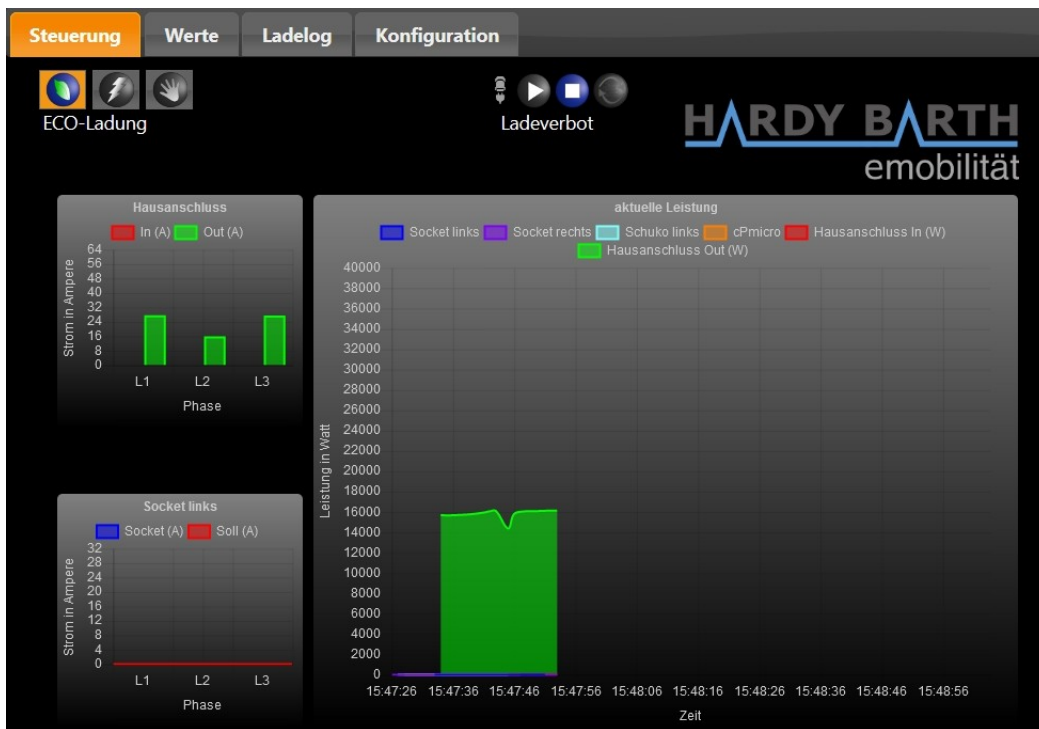 Steuerung Werte Ladelog Konfiguration
ECO-Ladung
Ladeverbot
HARDY BARTH
emobilität
Hausanschluss
In (A) Out (A)
Strom in Ampere
64
56
48
40
32
24
16
8
0
L1 L2 L3
Phase
Socket links
Socket (A) Soll (A)
Strom in Ampere
32
28
24
20
16
12
8
4
0
L1 L2 L3
Phase
aktuelle Leistung
Socket links Socket rechts Schuko links cPmicro Hausanschluss In (W)
Hausanschluss Out (W)
Leistung in Watt
40000
38000
36000
34000
32000
30000
28000
26000
24000
22000
20000
18000
16000
14000
12000
10000
8000
6000
4000
2000
0
15:47:26 15:47:36 15:47:46 15:47:56 15:48:06 15:48:16 15:48:26 15:48:36 15:48:46 15:48:56
Zeit